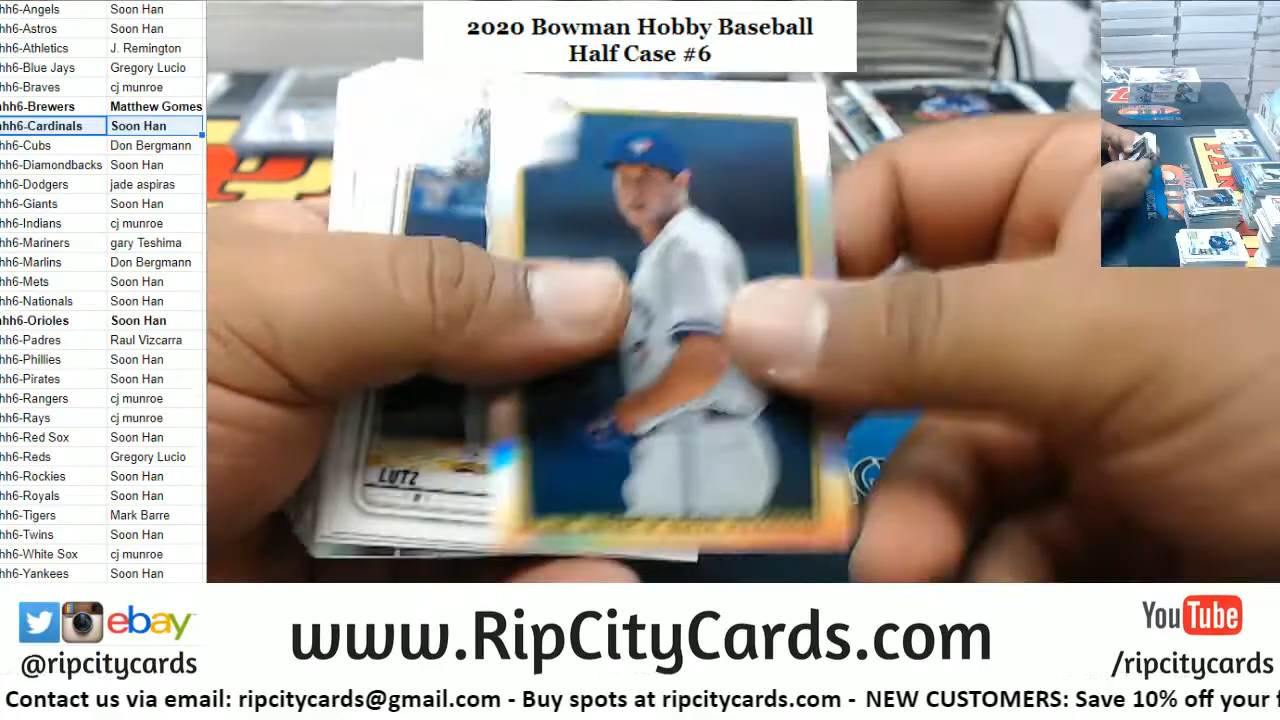 2020 Bowman Hobby Baseball
Half Case #6
hh6-Angels Soon Han
hh6-Astros Soon Han
hh6-Athletics J. Remington
hh6-Blue Jays Gregory Lucio
hh6-Braves cj munroe
hh6-Brewers Matthew Gomes
hh6-Cardinals Soon Han
hh6-Cubs Don Bergmann
hh6-Diamondbacks Soon Han
hh6-Dodgers jade aspiras
hh6-Giants Soon Han
hh6-Indians cj munroe
hh6-Mariners gary Teshima
hh6-Marlins Don Bergmann
hh6-Mets Soon Han
hh6-Nationals Soon Han
hh6-Orioles Soon Han
hh6-Padres Raul Vizcarra
hh6-Phillies Soon Han
hh6-Pirates Soon Han
hh6-Rangers cj munroe
hh6-Rays cj munroe
hh6-Red Sox Soon Han
hh6-Reds Gregory Lucio
hh6-Rockies Soon Han
hh6-Royals Soon Han
hh6-Tigers Mark Barre
hh6-Twins Soon Han
hh6-White Sox cj munroe
hh6-Yankees Soon Han
LUTZ
ebay
@ripcitycards
www.RipCityCards.com
YouTube
/ripcitycards
Contact us via email: ripcitycards@gmail.com - Buy spots at ripcitycards.com - NEW CUSTOMERS: Save 10% off your f